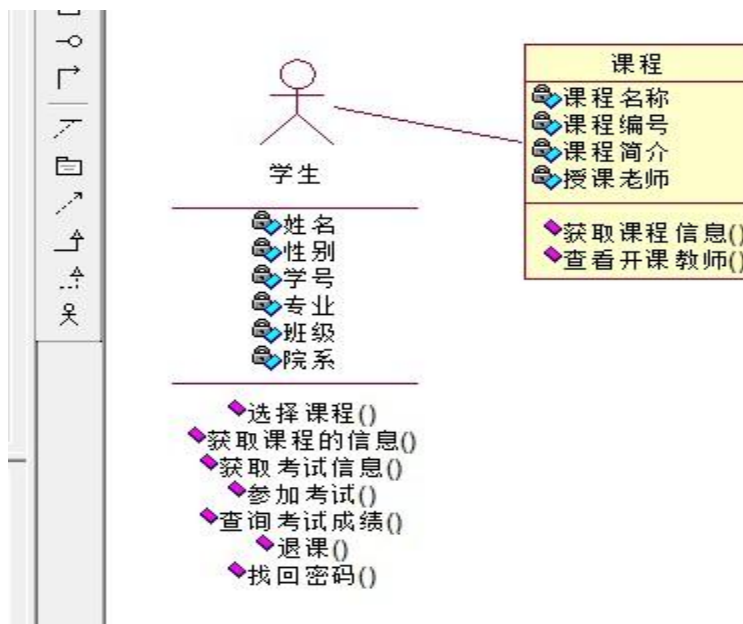 学生
姓名
性别
学号
专业
班级
院系
选择课程()
获取课程的信息()
获取考试信息()
参加考试()
查询考试成绩()
退课()
找回密码()
课程
课程名称
课程编号
课程简介
授课老师
获取课程信息()
查看开课教师()